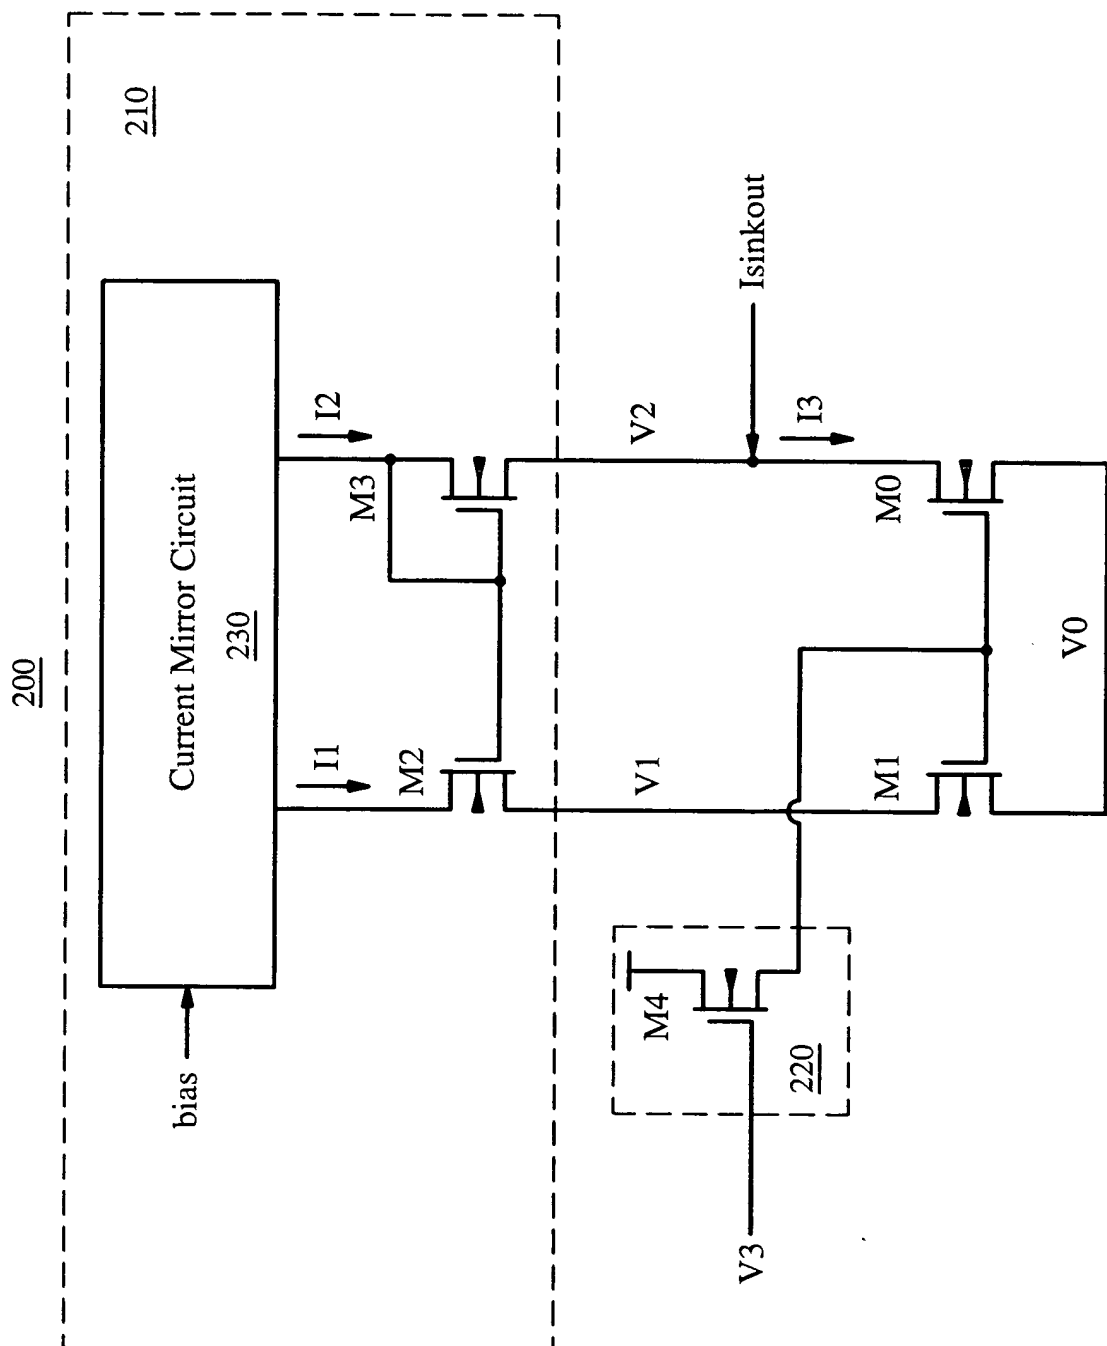 200
210
Current Mirror Circuit
230
bias
I1
I2
M2
M3
V1
V2
Isinkout
I3
M4
220
V3
M1
M0
V0